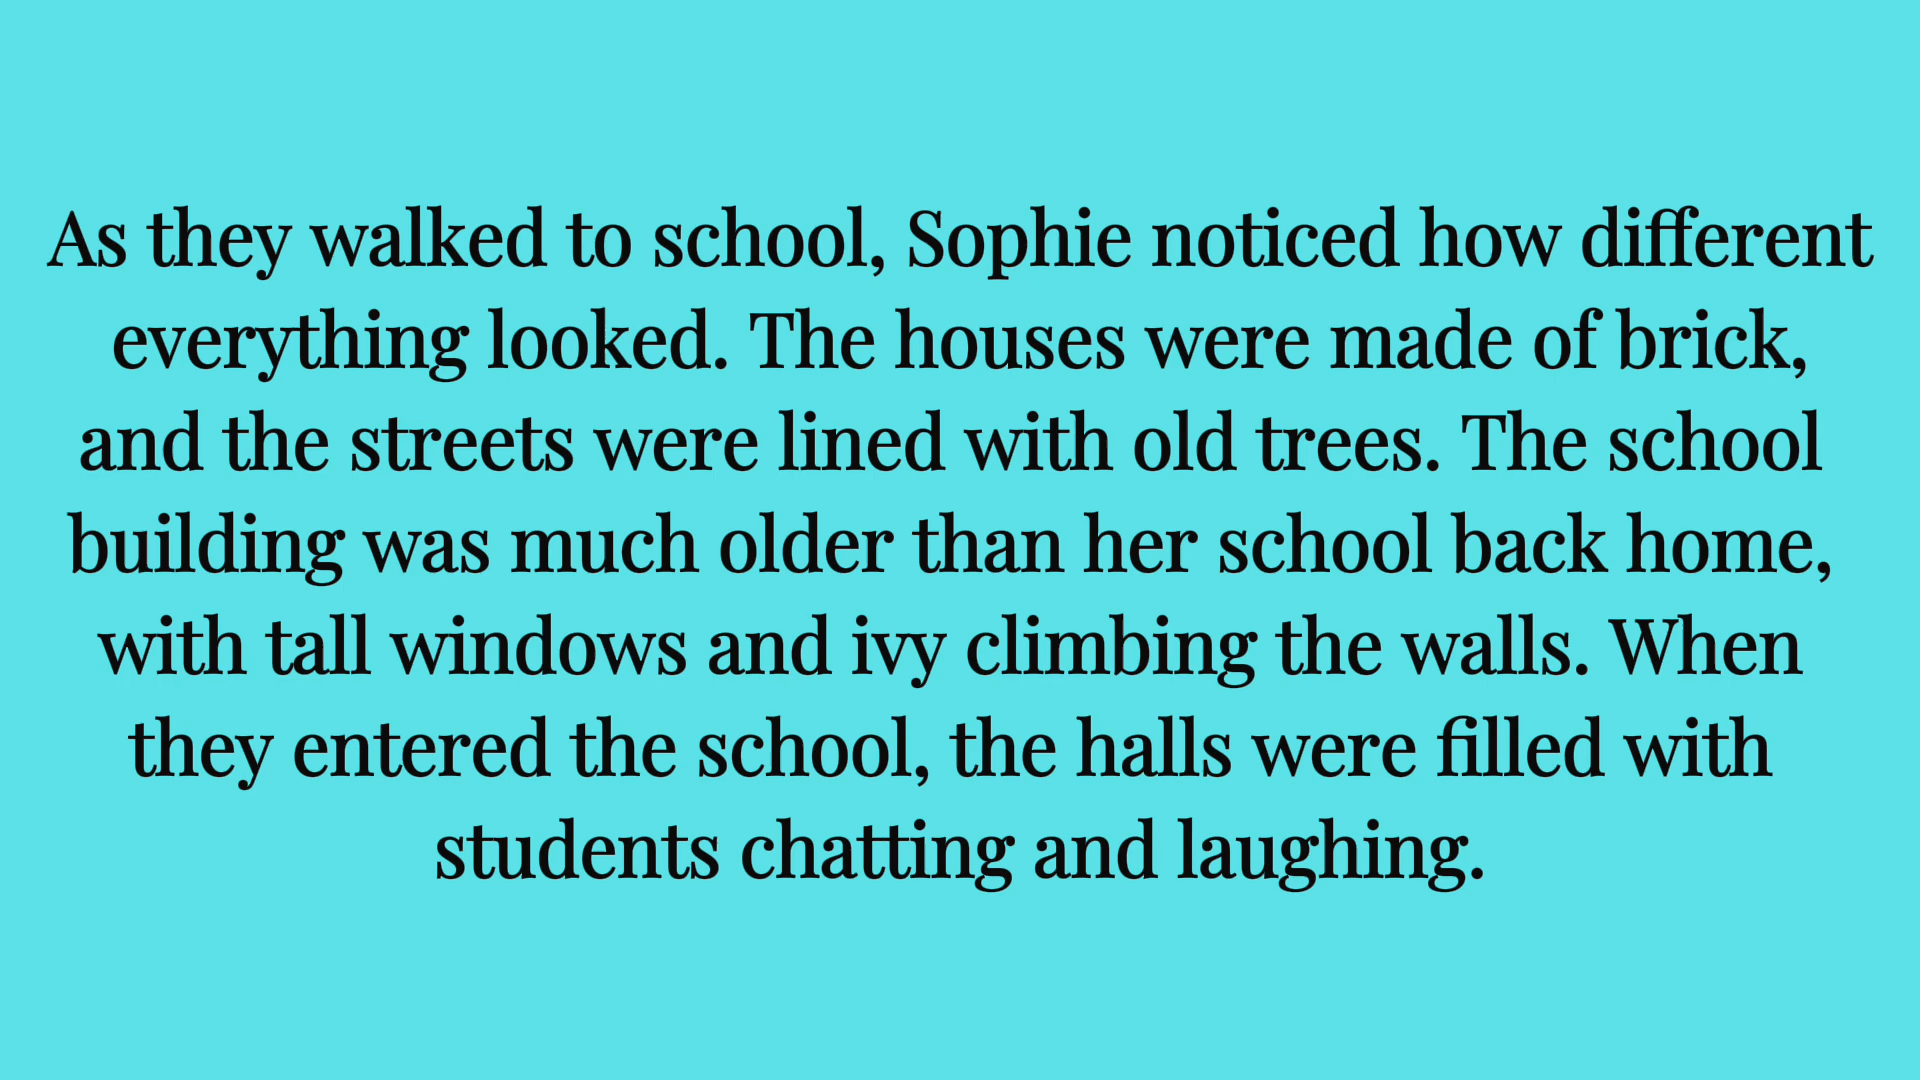 As they walked to school, Sophie noticed how different
everything looked. The houses were made of brick,
and the streets were lined with old trees. The school
building was much older than her school back home,
with tall windows and ivy climbing the walls. When
they entered the school, the halls were filled with
students chatting and laughing.